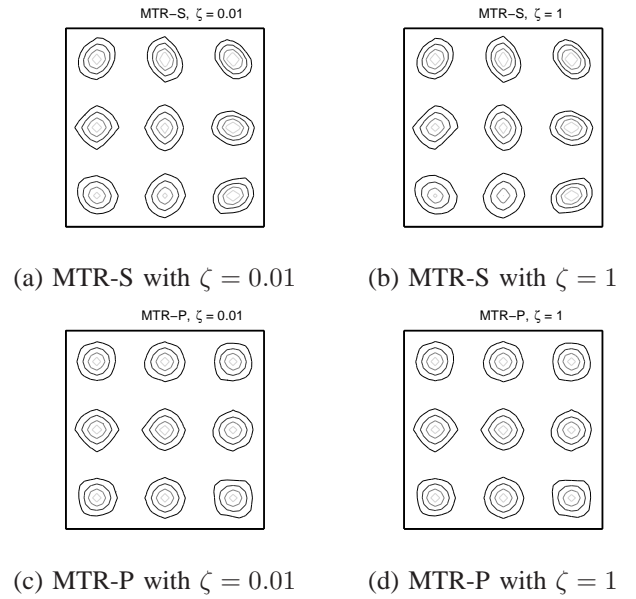 MTR−S, ζ = 0.01
MTR−S, ζ = 1
(a) MTR-S with ζ = 0.01
(b) MTR-S with ζ = 1
MTR−P, ζ = 0.01
MTR−P, ζ = 1
(c) MTR-P with ζ = 0.01
(d) MTR-P with ζ = 1